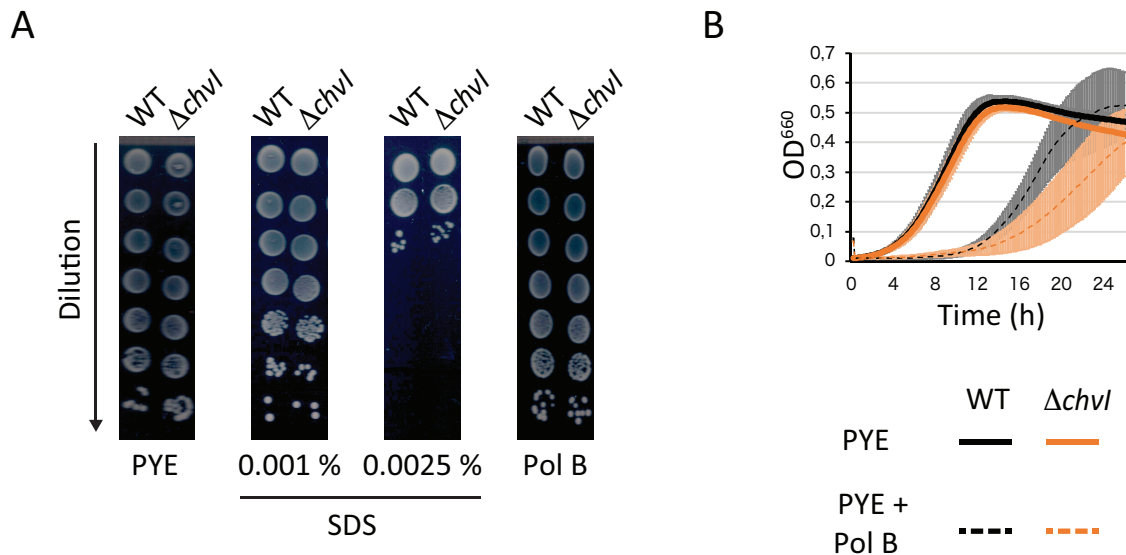 A
WT ΔchvI WT ΔchvI WT ΔchvI WT ΔchvI
Dilution
PYE 0.001 % 0.0025 % Pol B
SDS
B
0,7
0,6
0,5
0,4
0,3
0,2
0,1
0
OD660
0 4 8 12 16 20 24
Time (h)
WT ΔchvI
PYE
PYE +
Pol B